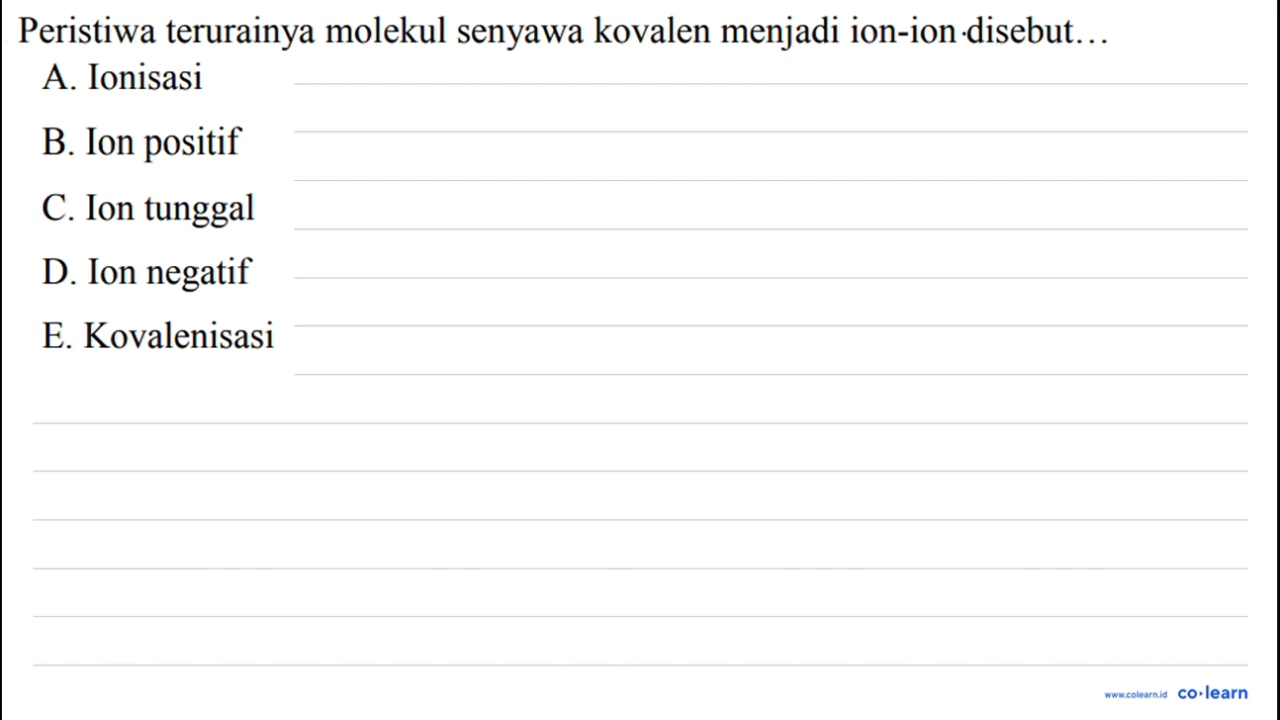 Peristiwa terurainya molekul senyawa kovalen menjadi ion-ion disebut...
A. Ionisasi
B. Ion positif
C. Ion tunggal
D. Ion negatif
E. Kovalenisasi
www.colearn.id co·learn